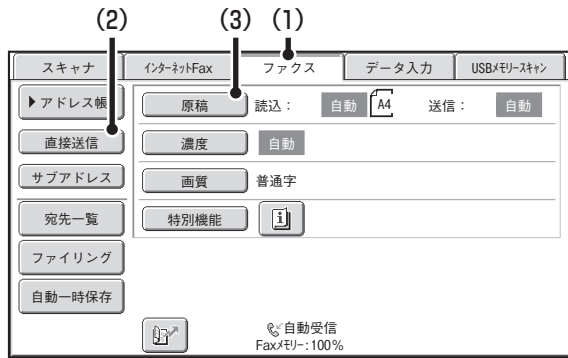 (2) (3) (1)
スキャナ インターネットFax ファクス データ入力 USBメモリースキャン
アドレス帳 原稿 読込： 自動 A4 送信： 自動
直接送信 濃度 自動
サブアドレス 画質 普通字
宛先一覧 特別機能
ファイリング
自動一時保存
自動受信
Faxメモリー:100%